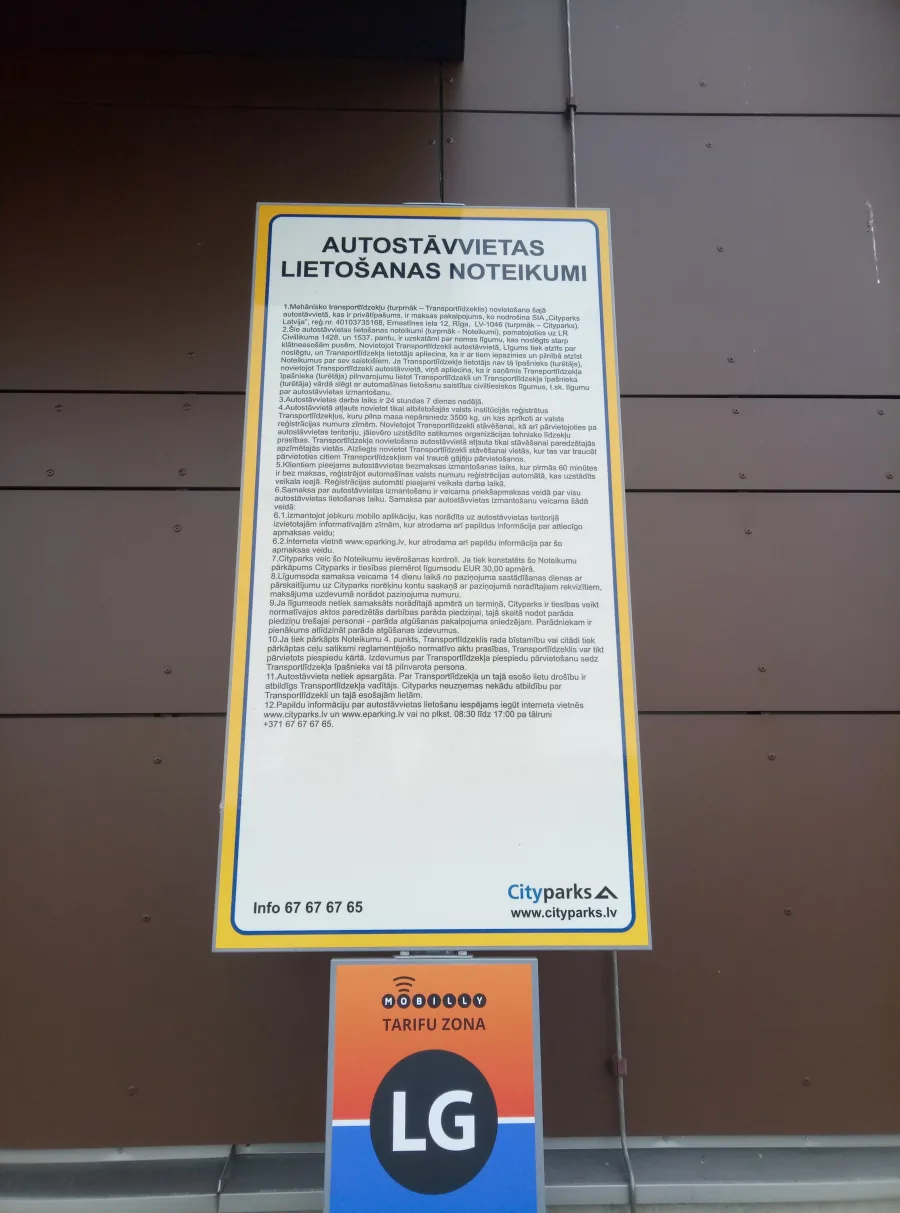 AUTOSTĀVVIETAS
LIETOŠANAS NOTEIKUMI
1.Mehānisko transportlīdzekļu (turpmāk – Transportlīdzeklis) novietošana šajā
autostāvvietā, kas ir privātīpašums, ir maksas pakalpojums, ko nodrošina SIA „Cityparks
Latvija”, reģ.nr. 40103735168, Ernestīnes iela 12, Rīga, LV-1046 (turpmāk – Cityparks).
2.Šie autostāvvietas lietošanas noteikumi (turpmāk - Noteikumi), pamatojoties uz LR
Civillikuma 1428. un 1537. pantu, ir uzskatāmi par nomas līgumu, kas noslēgts starp
klātneesošām pusēm. Novietojot Transportlīdzekli autostāvvietā, Līgums tiek atzīts par
noslēgtu, un Transportlīdzekļa lietotājs apliecina, ka ir ar tiem iepazinies un pilnībā atzīst
Noteikumus par sev saistošiem. Ja Transportlīdzekļa lietotājs nav tā īpašnieks (turētājs),
novietojot Transportlīdzekli autostāvvietā, viņš apliecina, ka ir saņēmis Transportlīdzekļa
īpašnieka (turētāja) pilnvarojumu lietot Transportlīdzekli un Transportlīdzekļa īpašnieka
(turētāja) vārdā slēgt ar automašīnas lietošanu saistītus civiltiesiskos līgumus, t.sk. līgumu
par autostāvvietas izmantošanu.
3.Autostāvvietas darba laiks ir 24 stundas 7 dienas nedēļā.
4.Autostāvvietā atļauts novietot tikai atbilstošajās valsts institūcijās reģistrētus
Transportlīdzekļus, kuru pilna masa nepārsniedz 3500 kg, un kas aprīkoti ar valsts
reģistrācijas numura zīmēm. Novietojot Transportlīdzekli stāvēšanai, kā arī pārvietojoties pa
autostāvvietas teritoriju, jāievēro uzstādīto satiksmes organizācijas tehnisko līdzekļu
prasības. Transportlīdzekļa novietošana autostāvvietā atļauta tikai stāvēšanai paredzētajās
apzīmētajās vietās. Aizliegts novietot Transportlīdzekli stāvēšanai vietās, kur tas var traucēt
pārvietoties citiem Transportlīdzekļiem vai traucē gājēju pārvietošanos.
5.Klientiem pieejams autostāvvietas bezmaksas izmantošanas laiks, kur pirmās 60 minūtes
ir bez maksas, reģistrējot automašīnas valsts numuru reģistrācijas automātā, kas uzstādīts
veikala ieejā. Reģistrācijas automāti pieejami veikala darba laikā.
6.Samaksa par autostāvvietas izmantošanu ir veicama priekšapmaksas veidā par visu
autostāvvietas lietošanas laiku. Samaksa par autostāvvietas izmantošanu veicama šādā
veidā:
6.1.izmantojot jebkuru mobilo aplikāciju, kas norādīta uz autostāvvietas teritorijā
izvietotajām informatīvajām zīmēm, kur atrodama arī papildus informācija par attiecīgo
apmaksas veidu;
6.2.interneta vietnē www.eparking.lv, kur atrodama arī papildu informācija par šo
apmaksas veidu.
7.Cityparks veic šo Noteikumu ievērošanas kontroli. Ja tiek konstatēts šo Noteikumu
pārkāpums Cityparks ir tiesības piemērot līgumsodu EUR 30,00 apmērā.
8.Līgumsoda samaksa veicama 14 dienu laikā no paziņojuma sastādīšanas dienas ar
pārskaitījumu uz Cityparks norēķinu kontu saskaņā ar paziņojumā norādītajiem rekvizītiem,
maksājuma uzdevumā norādot paziņojuma numuru.
9.Ja līgumsods netiek samaksāts norādītajā apmērā un termiņā, Cityparks ir tiesības veikt
normatīvajos aktos paredzētās darbības parāda piedziņai, tajā skaitā nodot parāda
piedziņu trešajai personai - parāda atgūšanas pakalpojuma sniedzējam. Parādniekam ir
pienākums atlīdzināt parāda atgūšanas izdevumus.
10.Ja tiek pārkāpts Noteikumu 4. punkts, Transportlīdzeklis rada bīstamību vai citādi tiek
pārkāptas ceļu satiksmi reglamentējošo normatīvo aktu prasības, Transportlīdzeklis var tikt
pārvietots piespiedu kārtā. Izdevumus par Transportlīdzekļa piespiedu pārvietošanu sedz
Transportlīdzekļa īpašnieks vai tā pilnvarota persona.
11.Autostāvvieta netiek apsargāta. Par Transportlīdzekļa un tajā esošo lietu drošību ir
atbildīgs Transportlīdzekļa vadītājs. Cityparks neuzņemas nekādu atbildību par
Transportlīdzekli un tajā esošajām lietām.
12.Papildu informāciju par autostāvvietas lietošanu iespējams iegūt interneta vietnēs
www.cityparks.lv un www.eparking.lv vai no plkst. 08:30 līdz 17:00 pa tālruni
+371 67 67 67 65.
Info 67 67 67 65
Cityparks
www.cityparks.lv
MOBILLY
TARIFU ZONA
LG